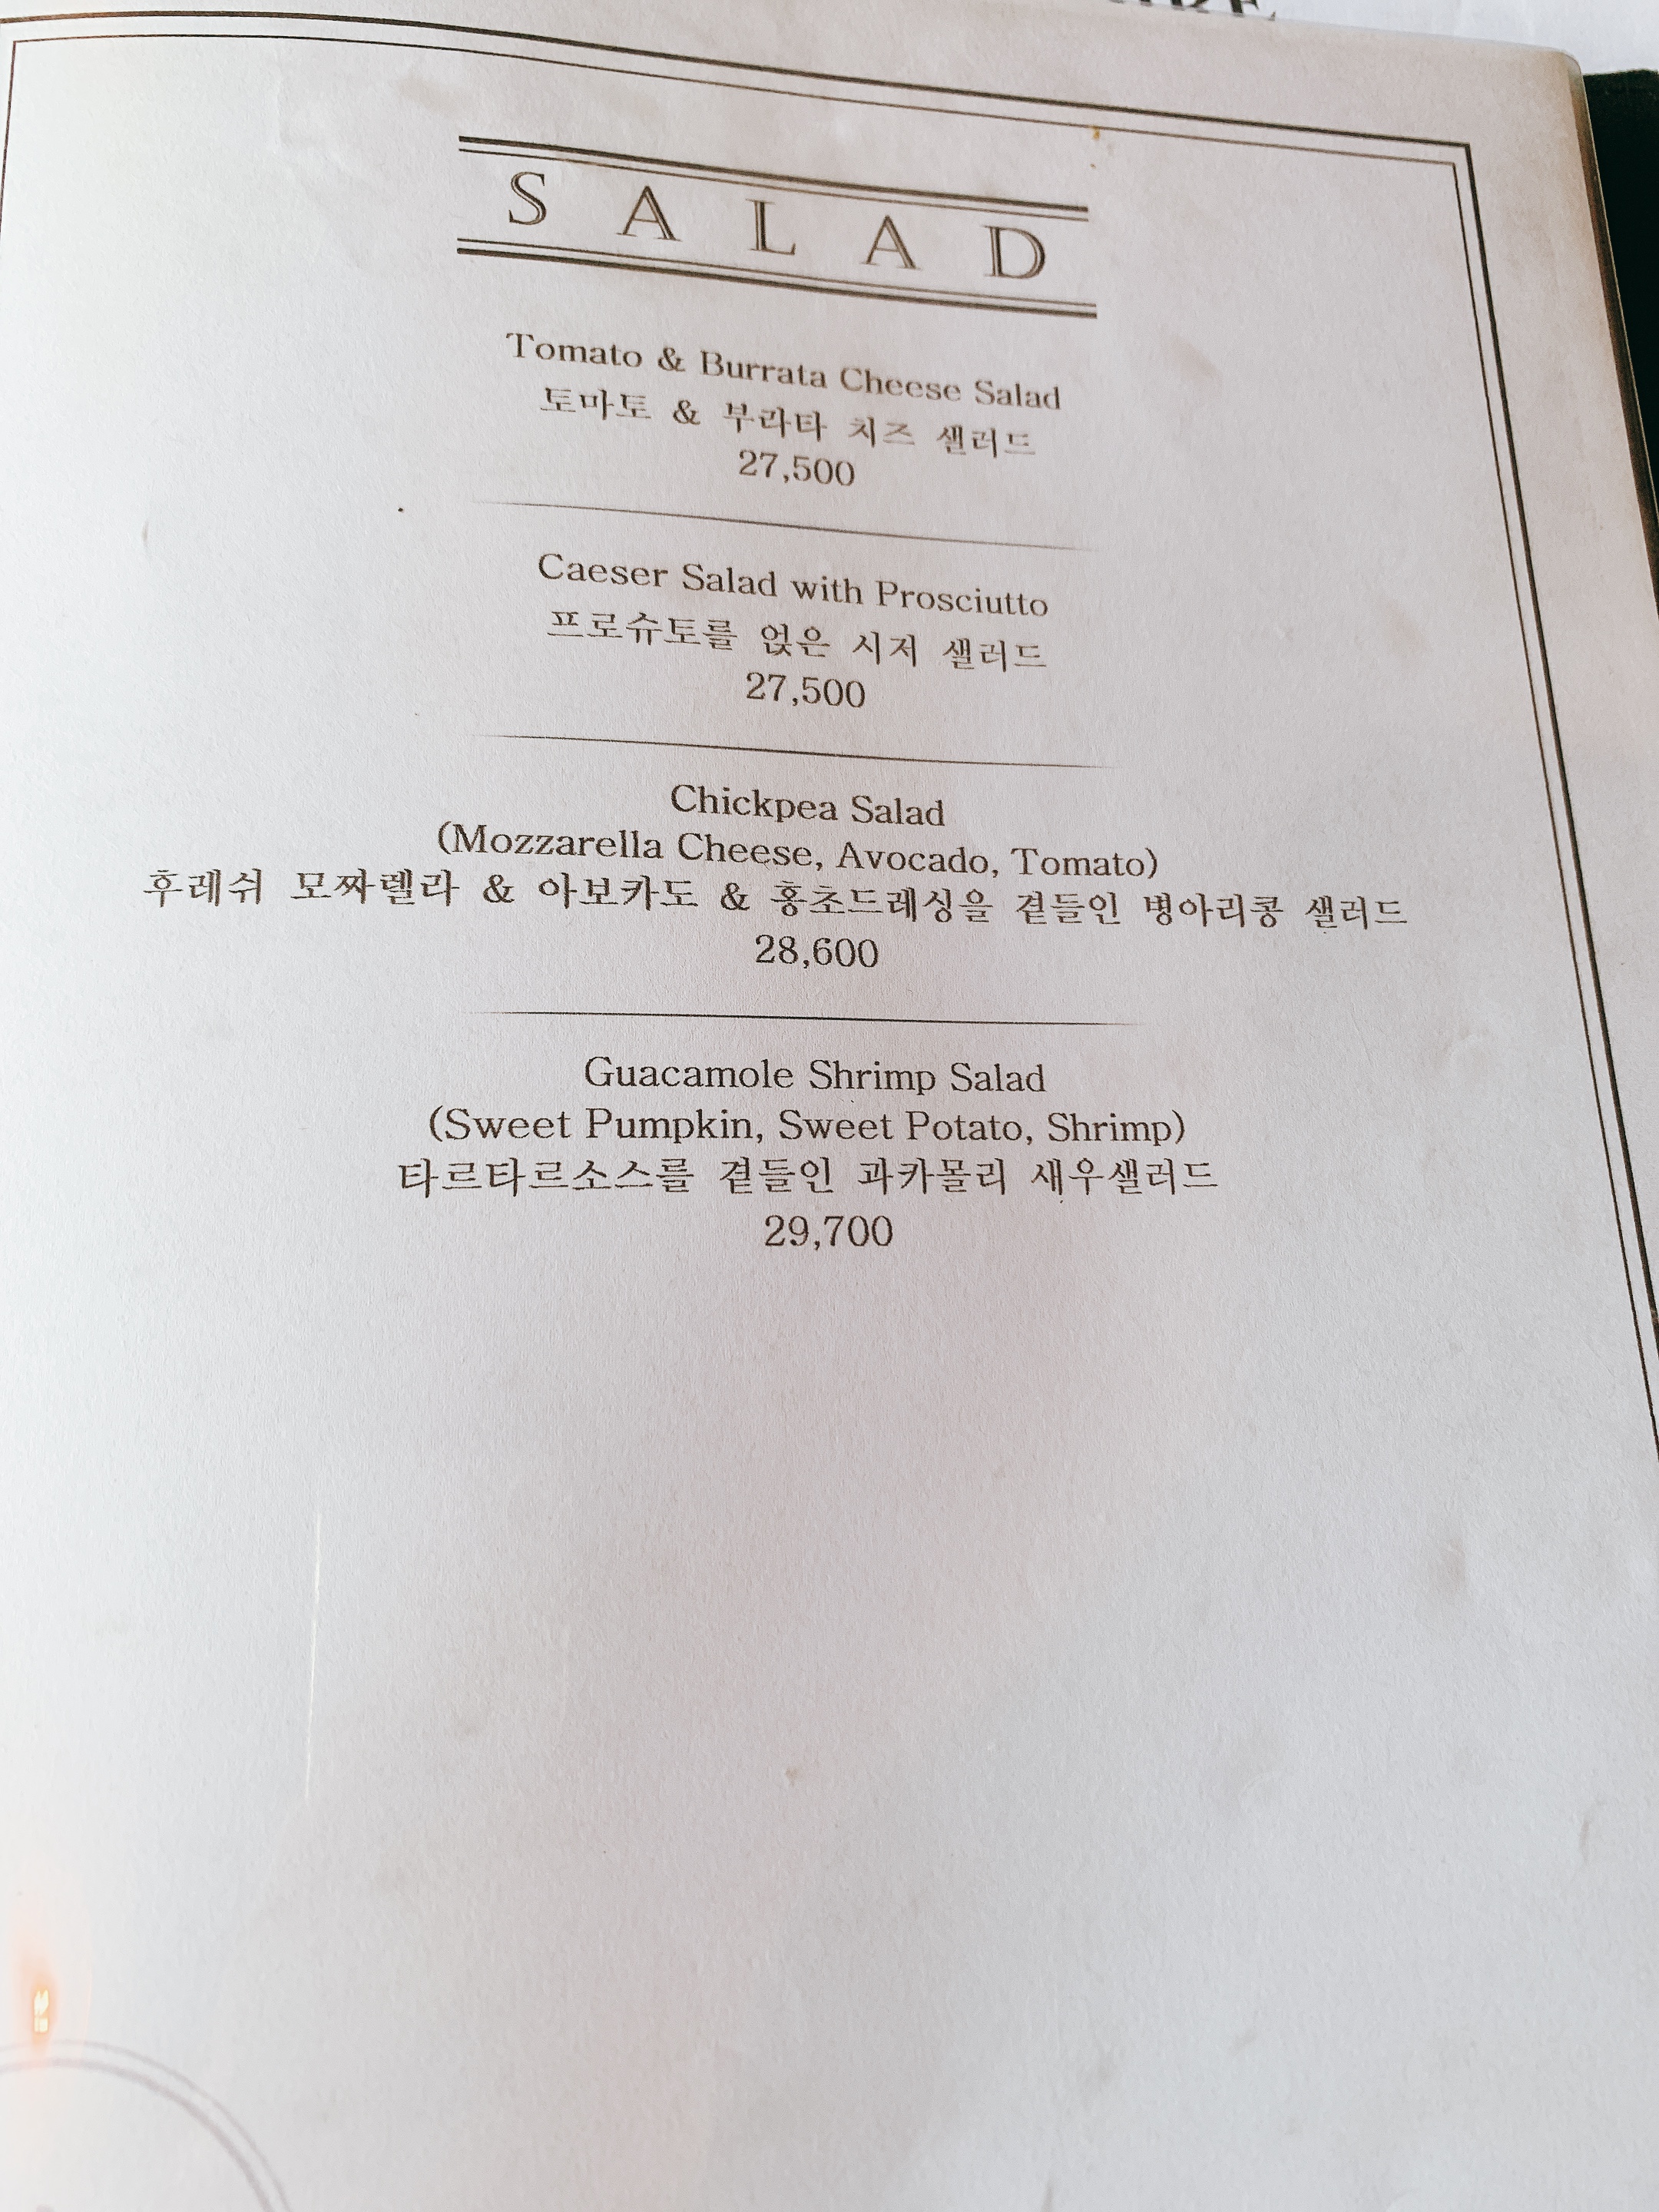 SALAD
Tomato & Burrata Cheese Salad
토마토 & 부라타 치즈 샐러드
27,500
Caeser Salad with Prosciutto
프로슈토를 얹은 시저 샐러드
27,500
Chickpea Salad
(Mozzarella Cheese, Avocado, Tomato)
후레쉬 모짜렐라 & 아보카도 & 홍초드레싱을 곁들인 병아리콩 샐러드
28,600
Guacamole Shrimp Salad
(Sweet Pumpkin, Sweet Potato, Shrimp)
타르타르소스를 곁들인 과카몰리 새우샐러드
29,700